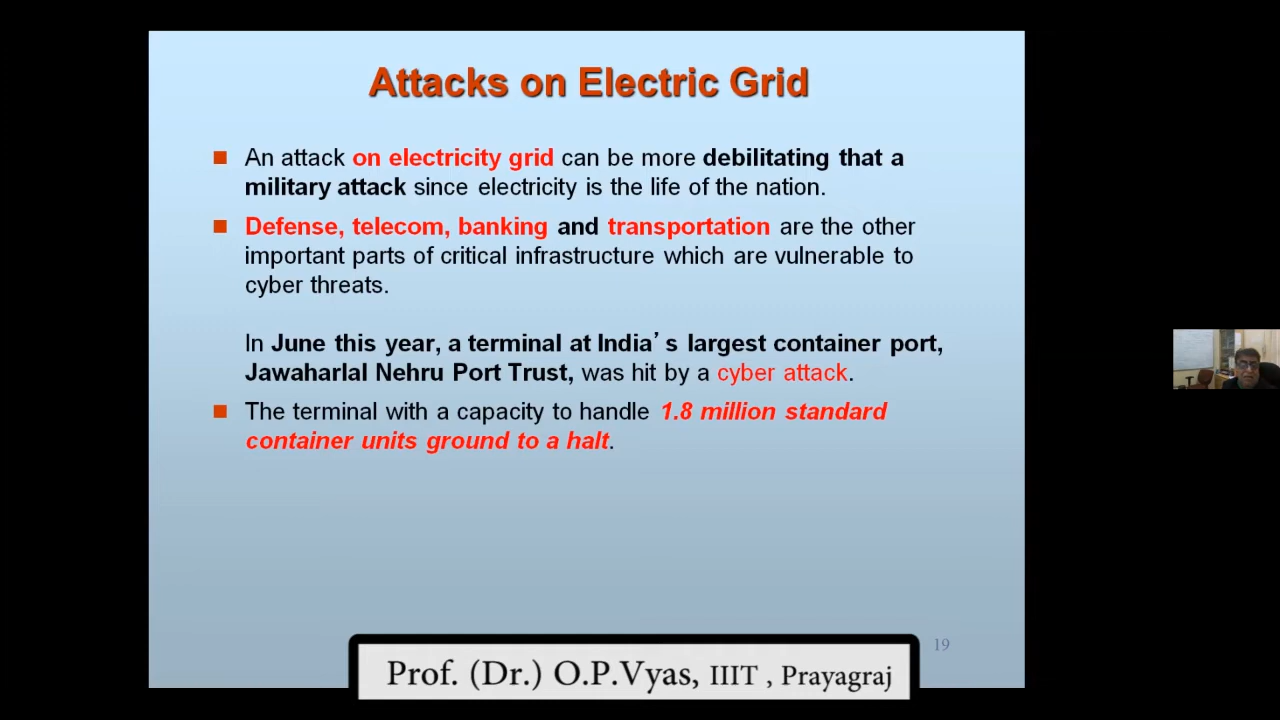 Attacks on Electric Grid
An attack on electricity grid can be more debilitating that a
military attack since electricity is the life of the nation.
Defense, telecom, banking and transportation are the other
important parts of critical infrastructure which are vulnerable to
cyber threats.
In June this year, a terminal at India’s largest container port,
Jawaharlal Nehru Port Trust, was hit by a cyber attack.
The terminal with a capacity to handle 1.8 million standard
container units ground to a halt.
19
Prof. (Dr.) O.P.Vyas, IIIT , Prayagraj